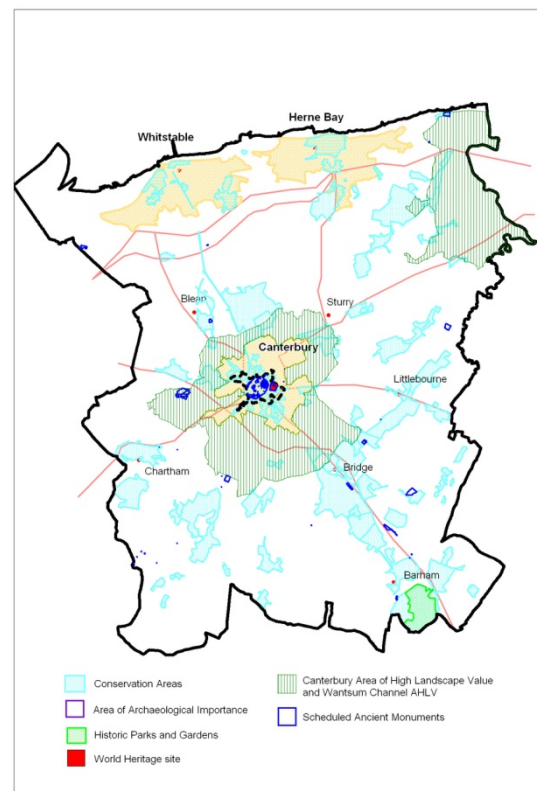 Herne Bay
Whitstable
Blean
Sturry
Canterbury
Littlebourne
Bridge
Chartham
Barham
Conservation Areas
Area of Archaeological Importance
Historic Parks and Gardens
World Heritage site
Canterbury Area of High Landscape Value
and Wantsum Channel AHLV
Scheduled Ancient Monuments